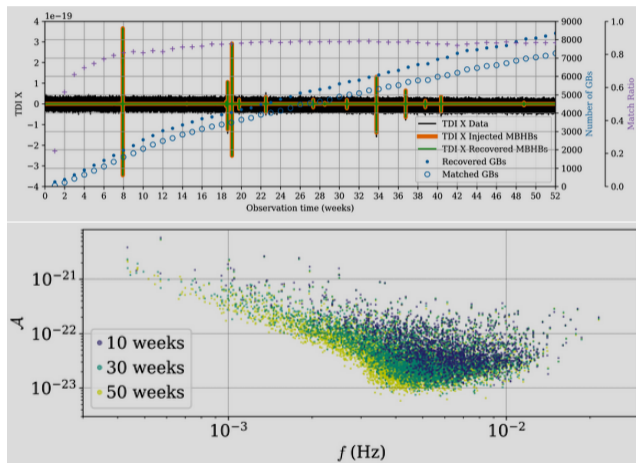 1e−19
4
3
2
1
0
−1
−2
−3
−4
TDI X
0 2 4 6 8 10 12 14 16 18 20 22 24 26 28 30 32 34 36 38 40 42 44 46 48 50 52
Observation time (weeks)
9000
8000
7000
6000
5000
4000
3000
2000
1000
0
Number of GBs
1.0
0.8
0.6
0.4
0.2
0.0
Match Ratio
TDI X Data
TDI X Injected MBHBs
TDI X Recovered MBHBs
Recovered GBs
Matched GBs
10⁻²¹
10⁻²²
10⁻²³
𝒜
10 weeks
30 weeks
50 weeks
10⁻³ 10⁻²
f (Hz)